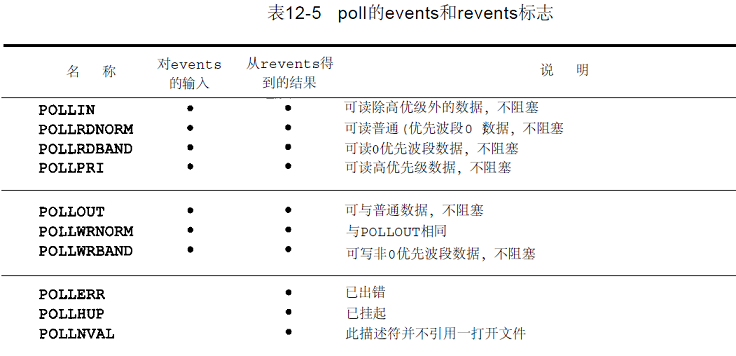 表12-5 poll的events和revents标志
名 称 对events的输入 从revents得到的结果 说 明
POLLIN • • 可读除高优级外的数据，不阻塞
POLLRDNORM • • 可读普通(优先波段0 数据，不阻塞
POLLRDBAND • • 可读0优先波段数据，不阻塞
POLLPRI • • 可读高优先级数据，不阻塞
POLLOUT • • 可与普通数据，不阻塞
POLLWRNORM • • 与POLLOUT相同
POLLWRBAND • • 可写非0优先波段数据，不阻塞
POLLERR • 已出错
POLLHUP • 已挂起
POLLNVAL • 此描述符并不引用一打开文件